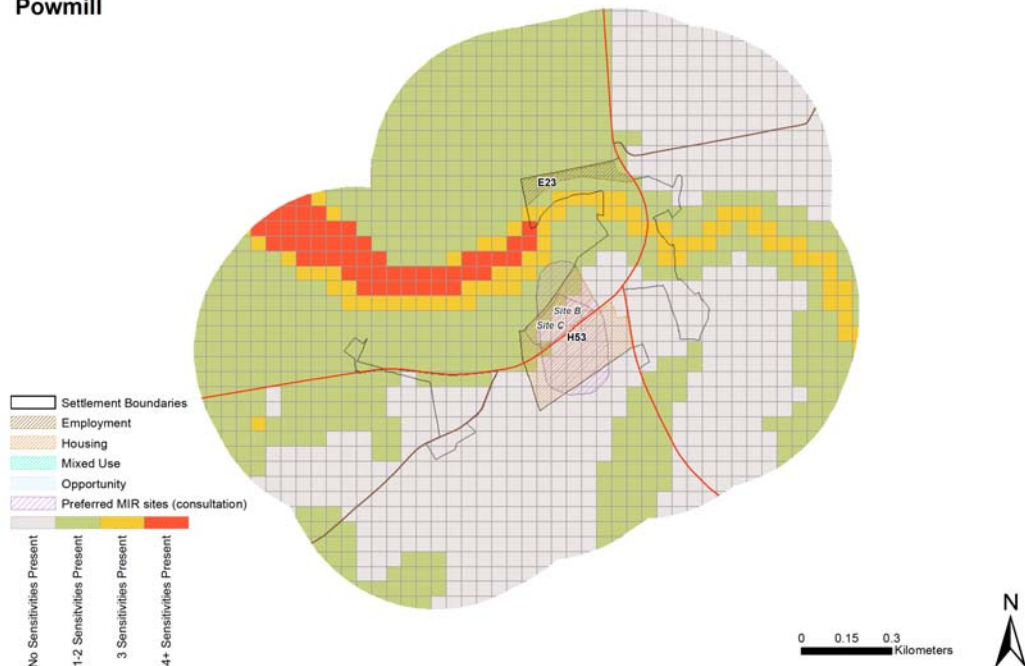 Powmill
E23
Site B
Site C
H53
Settlement Boundaries
Employment
Housing
Mixed Use
Opportunity
Preferred MIR sites (consultation)
No Sensitivities Present
1-2 Sensitvities Present
3 Sensitivities Present
4+ Sensitivities Present
N
0 0.15 0.3
Kilometers